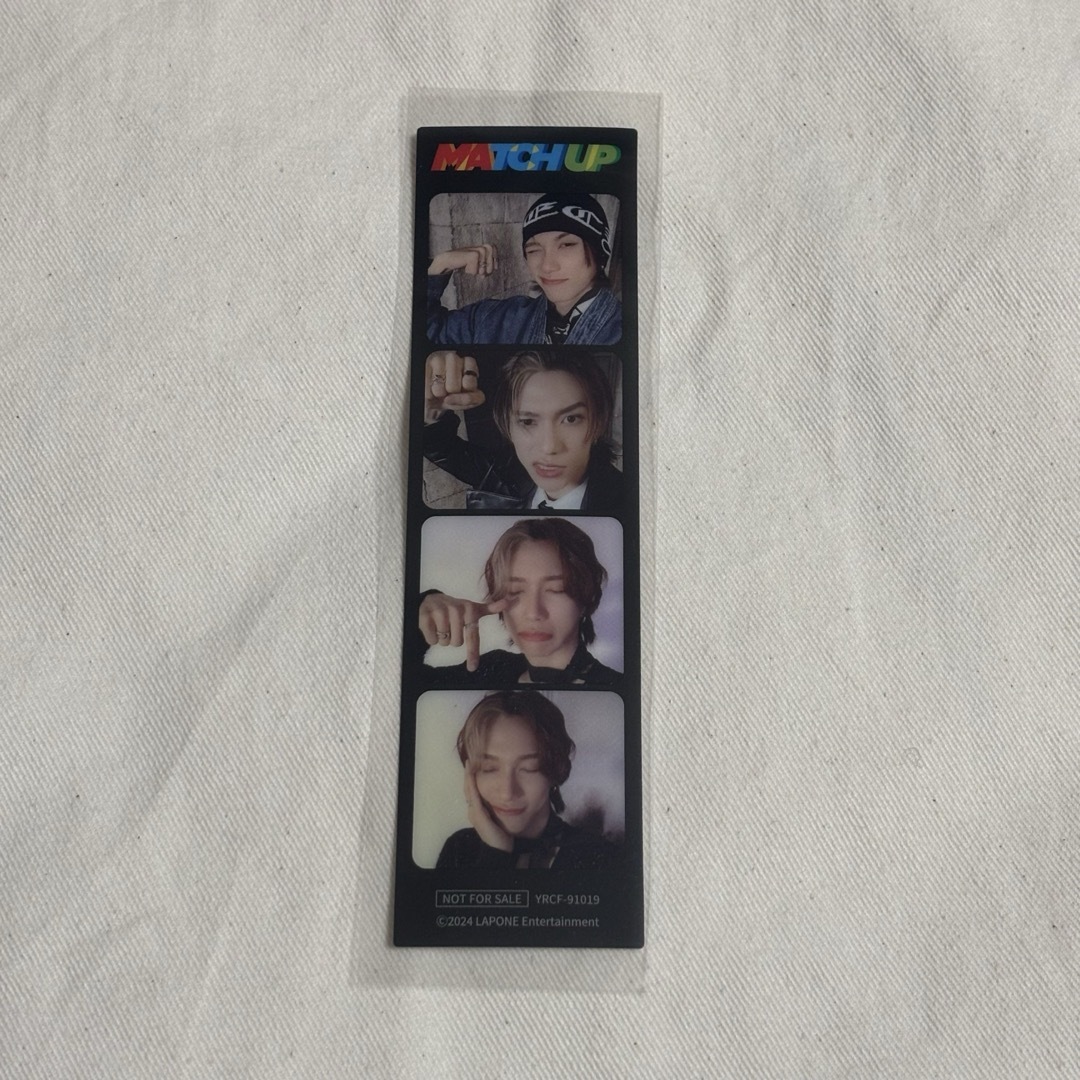 MATCH UP
NOT FOR SALE YRCF-91019
©2024 LAPONE Entertainment